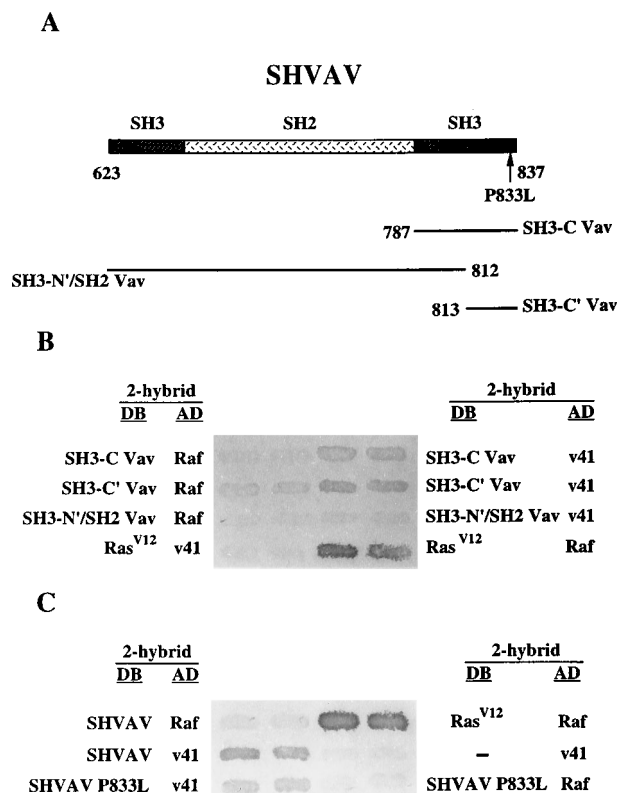 A
SHVAV
SH3 SH2 SH3
623 837
P833L
787 SH3-C Vav
SH3-N'/SH2 Vav 812
813 SH3-C' Vav
B
2-hybrid 2-hybrid
DB AD DB AD
SH3-C Vav Raf SH3-C Vav v41
SH3-C' Vav Raf SH3-C' Vav v41
SH3-N'/SH2 Vav Raf SH3-N'/SH2 Vav v41
Ras^V12 v41 Ras^V12 Raf
C
2-hybrid 2-hybrid
DB AD DB AD
SHVAV Raf Ras^V12 Raf
SHVAV v41 – v41
SHVAV P833L v41 SHVAV P833L Raf